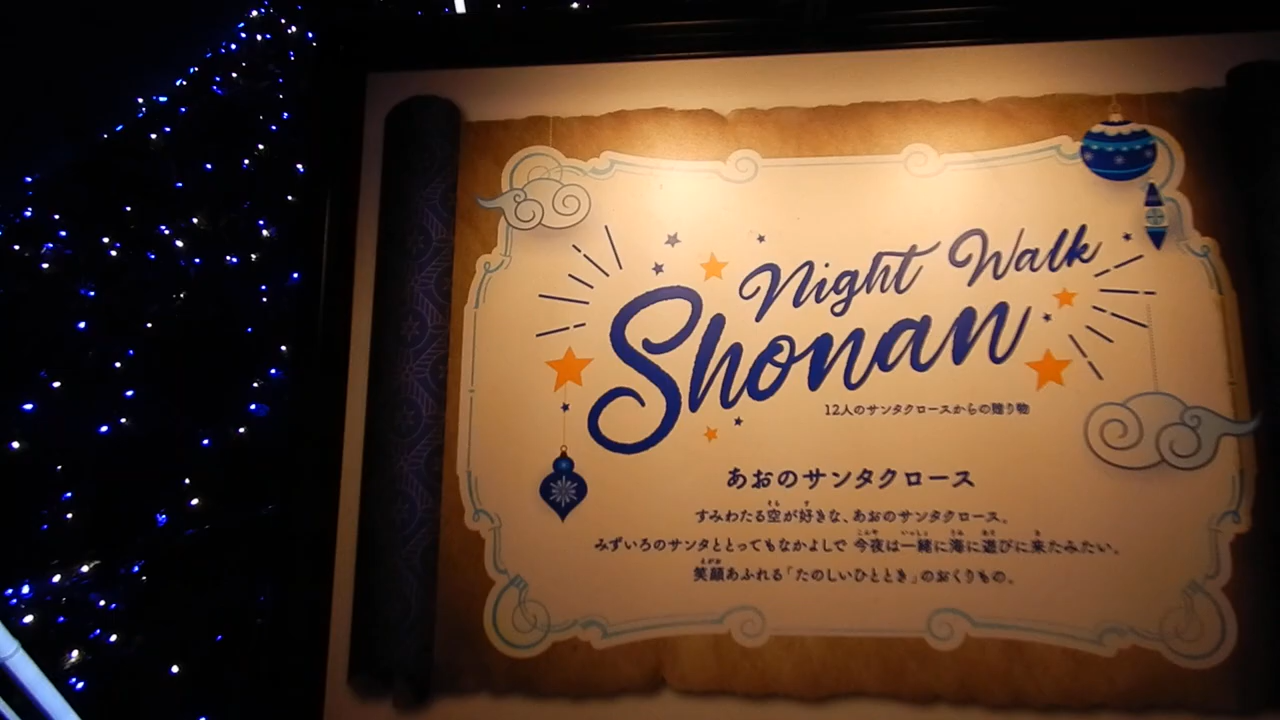 Night Walk
Shonan
12人のサンタクロースからの贈り物
あおのサンタクロース
すみわたる空が好きな、あおのサンタクロース。
みずいろのサンタととってもなかよしで 今夜は一緒に海に遊びに来たみたい。
笑顔あふれる「たのしいひととき」のおくりもの。